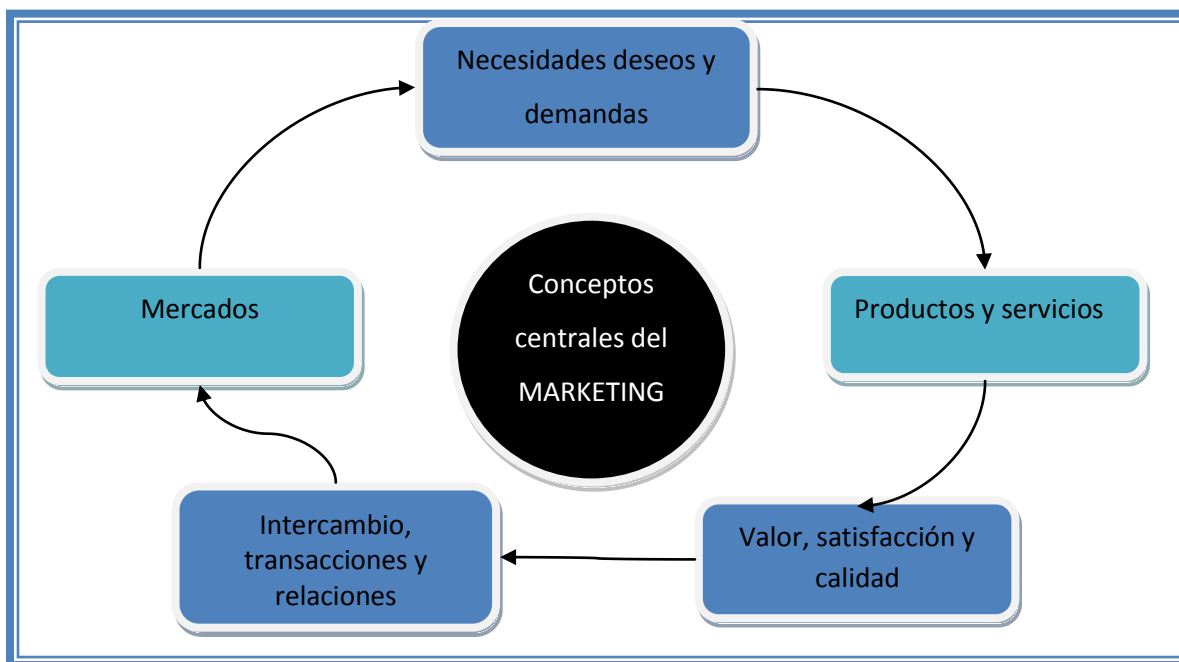 Necesidades deseos y
demandas
Mercados
Conceptos
centrales del
MARKETING
Productos y servicios
Intercambio,
transacciones y
relaciones
Valor, satisfacción y
calidad